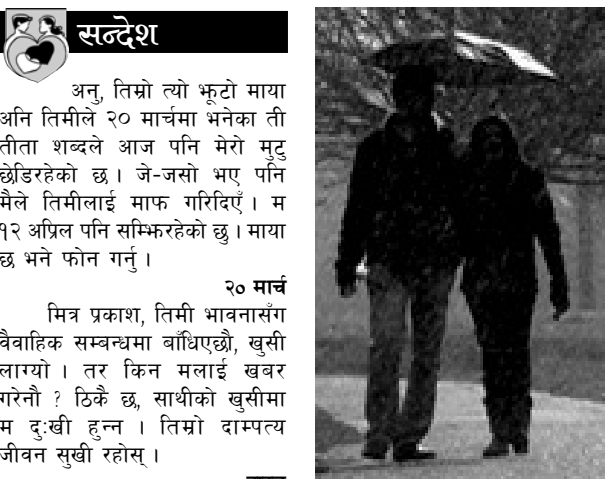 सन्देश
अनु, तिम्रो त्यो झूटो माया
अनि तिमीले २० मार्चमा भनेका ती
तीता शब्दले आज पनि मेरो मुटु
छेडिरहेको छ । जे-जसो भए पनि
मैले तिमीलाई माफ गरिदिएँ । म
१२ अप्रिल पनि सम्झिरहेको छु । माया
छ भने फोन गर्नु ।
२० मार्च
मित्र प्रकाश, तिमी भावनासँग
वैवाहिक सम्बन्धमा बाँधिएछौ, खुसी
लाग्यो । तर किन मलाई खबर
गरेनौ ? ठिकै छ, साथीको खुसीमा
म दुःखी हुन्न । तिम्रो दाम्पत्य
जीवन सुखी रहोस् ।